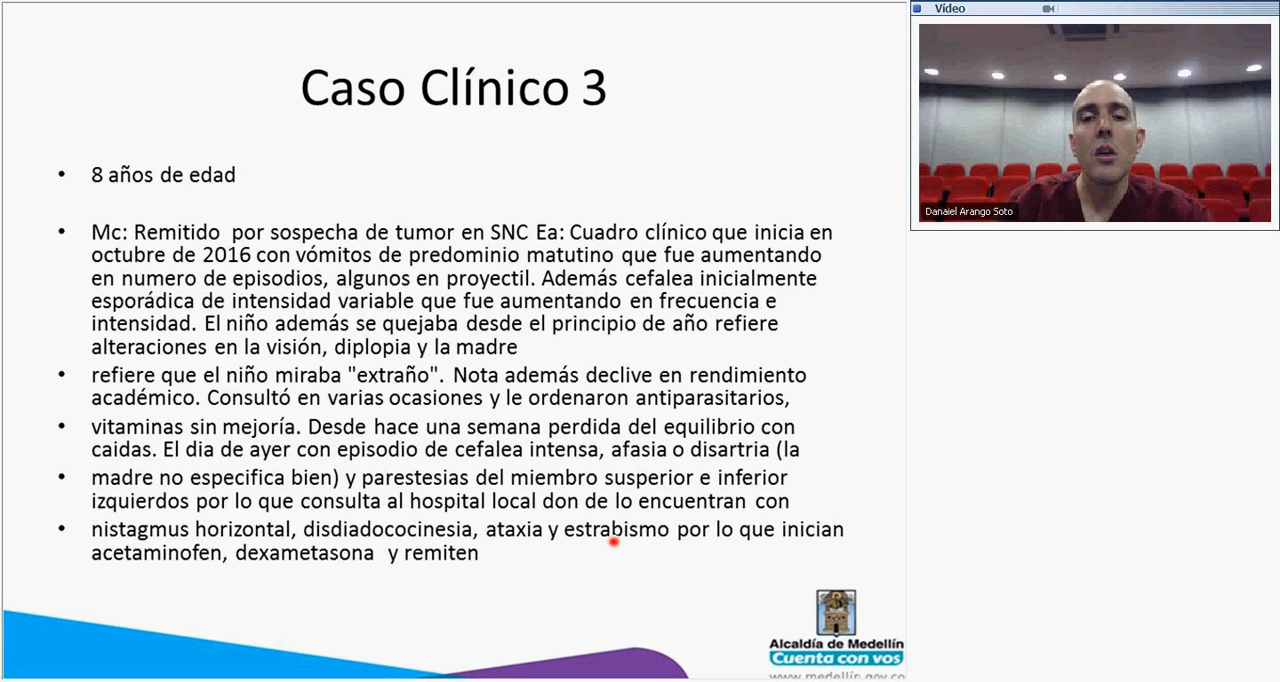 Caso Clínico 3
• 8 años de edad
• Mc: Remitido por sospecha de tumor en SNC Ea: Cuadro clínico que inicia en
octubre de 2016 con vómitos de predominio matutino que fue aumentando
en numero de episodios, algunos en proyectil. Además cefalea inicialmente
esporádica de intensidad variable que fue aumentando en frecuencia e
intensidad. El niño además se quejaba desde el principio de año refiere
alteraciones en la visión, diplopia y la madre
• refiere que el niño miraba "extraño". Nota además declive en rendimiento
académico. Consultó en varias ocasiones y le ordenaron antiparasitarios,
• vitaminas sin mejoría. Desde hace una semana perdida del equilibrio con
caidas. El dia de ayer con episodio de cefalea intensa, afasia o disartria (la
• madre no especifica bien) y parestesias del miembro susperior e inferior
izquierdos por lo que consulta al hospital local don de lo encuentran con
• nistagmus horizontal, disdiadococinesia, ataxia y estrabismo por lo que inician
acetaminofen, dexametasona y remiten
Alcaldía de Medellín
Cuenta con vos
www.medellin.gov.co
Vídeo
Danaiel Arango Soto